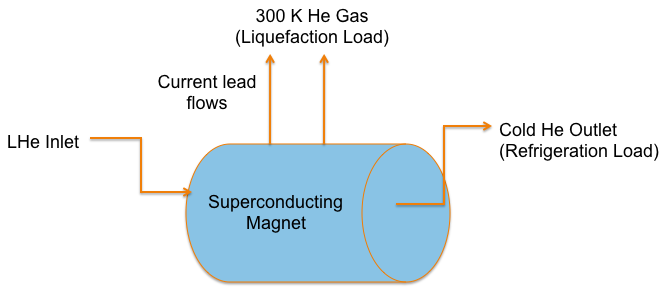 300 K He Gas
(Liquefaction Load)
Current lead
flows
LHe Inlet
Cold He Outlet
(Refrigeration Load)
Superconducting
Magnet